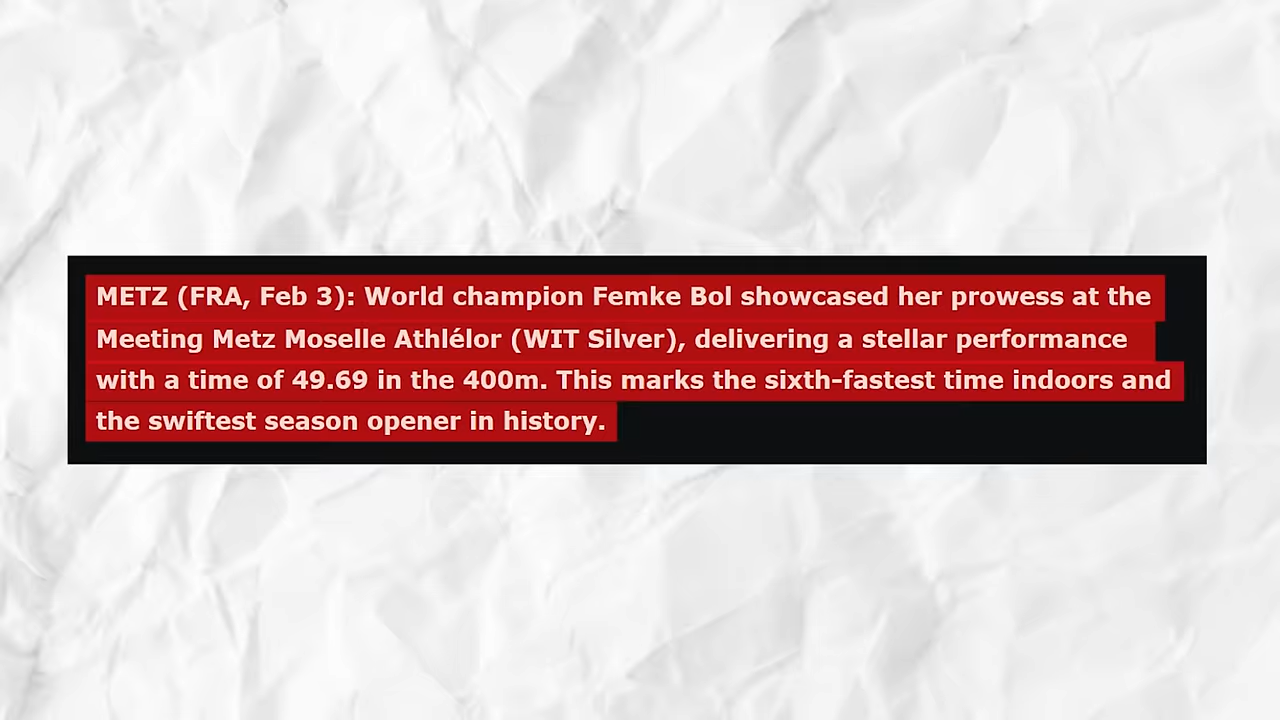 METZ (FRA, Feb 3): World champion Femke Bol showcased her prowess at the
Meeting Metz Moselle Athlélor (WIT Silver), delivering a stellar performance
with a time of 49.69 in the 400m. This marks the sixth-fastest time indoors and
the swiftest season opener in history.